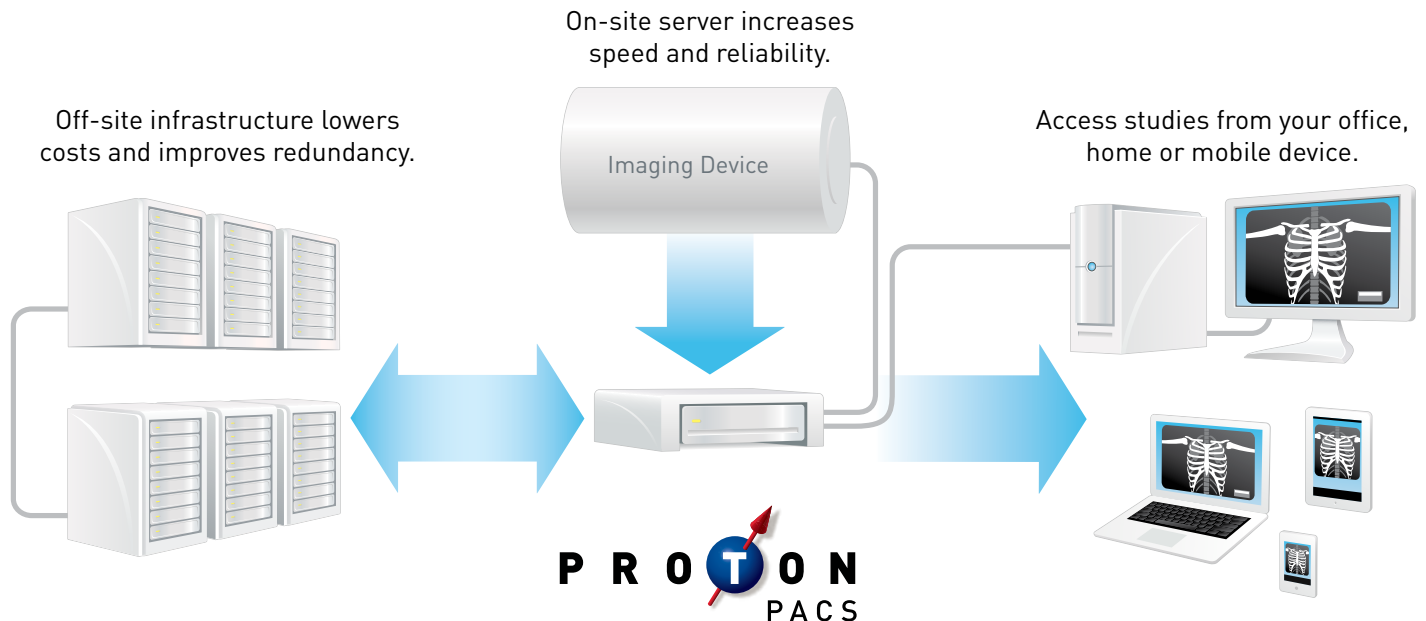 On-site server increases
speed and reliability.
Off-site infrastructure lowers
costs and improves redundancy.
Access studies from your office,
home or mobile device.
Imaging Device
PROTON
PACS